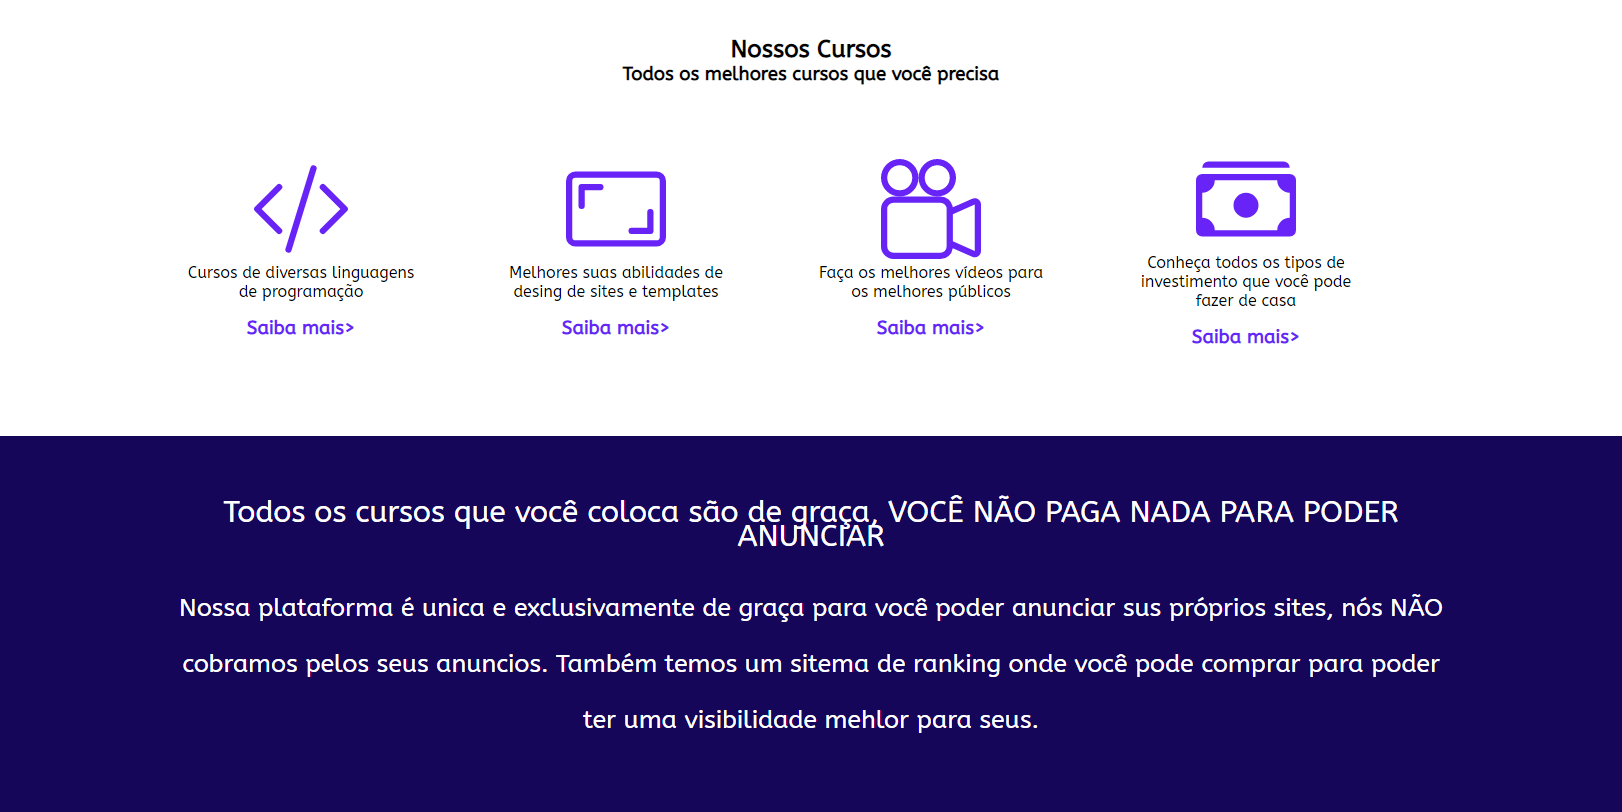 Nossos Cursos
Todos os melhores cursos que você precisa
Cursos de diversas linguagens
de programação
Saiba mais>
Melhores suas abilidades de
desing de sites e templates
Saiba mais>
Faça os melhores vídeos para
os melhores públicos
Saiba mais>
Conheça todos os tipos de
investimento que você pode
fazer de casa
Saiba mais>
Todos os cursos que você coloca são de graça, VOCÊ NÃO PAGA NADA PARA PODER
ANUNCIAR
Nossa plataforma é unica e exclusivamente de graça para você poder anunciar sus próprios sites, nós NÃO
cobramos pelos seus anuncios. Também temos um sitema de ranking onde você pode comprar para poder
ter uma visibilidade mehlor para seus.